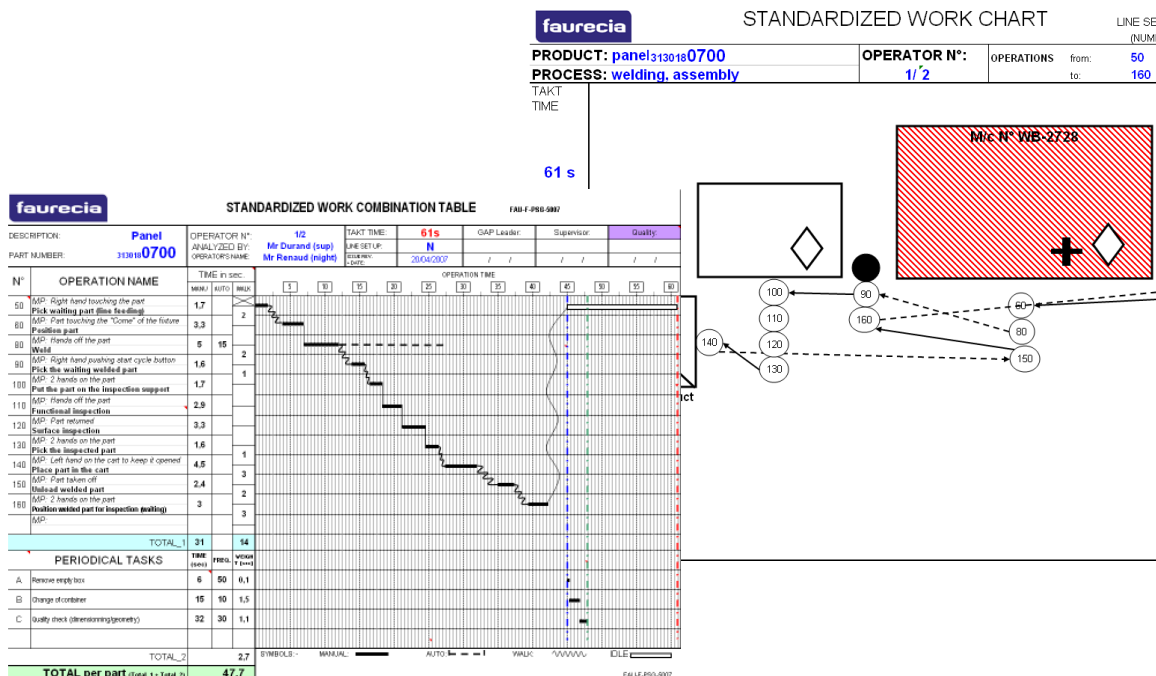 faurecia
STANDARDIZED WORK CHART
LINE SE
(NUM
PRODUCT: panel 3130180700
OPERATOR N°:
OPERATIONS from: 50
PROCESS: welding, assembly
1/ 2
to: 160
TAKT
TIME
61 s
M/c N° WB-2728
100
90
60
110
160
80
140
120
150
130
ct
faurecia
STANDARDIZED WORK COMBINATION TABLE FAU-F-PSG-5007
DESCRIPTION: Panel
OPERATOR N°: 1/2
TAKT TIME: 61s
GAP Leader: Supervisor: Quality:
ANALYZED BY: Mr Durand (sup)
LINE SET UP: N
PART NUMBER: 3130180700
OPERATOR'S NAME: Mr Renaud (night)
- DATE: 20/04/2007
/ / / / / /
N° OPERATION NAME TIME in sec. OPERATION TIME
MANU AUTO WALK
5 10 15 20 25 30 35 40 45 50 55 60
50 MP: Right hand touching the part
Pick waiting part (line feeding) 1,7
2
60 MP: Part touching the "Come" of the fixture
Position part 3,3
80 MP: Hands off the part
Weld 5 15
2
90 MP: Right hand pushing start cycle button
Pick the waiting welded part 1,6
1
100 MP: 2 hands on the part
Put the part on the inspection support 1,7
110 MP: Hands off the part
Functional inspection 2,9
120 MP: Part returned
Surface inspection 3,3
130 MP: 2 hands on the part
Pick the inspected part 1,6
1
140 MP: Left hand on the cart to keep it opened
Place part in the cart 4,5
3
150 MP: Part taken off
Unload welded part 2,4
2
160 MP: 2 hands on the part
Position welded part for inspection (waiting) 3
3
MP:
TOTAL_1 31 14
PERIODICAL TASKS TIME (sec) FREQ. WEIGH
A Remove empty box 6 50 0,1
B Change of container 15 10 1,5
C Quality check (dimensionning/geometry) 32 30 1,1
TOTAL_2 2,7
SYMBOLS:- MANUAL: AUTO: WALK: IDLE
TOTAL per part (Total_1 + Total_2) 47,7
FAU-F-PSG-5007